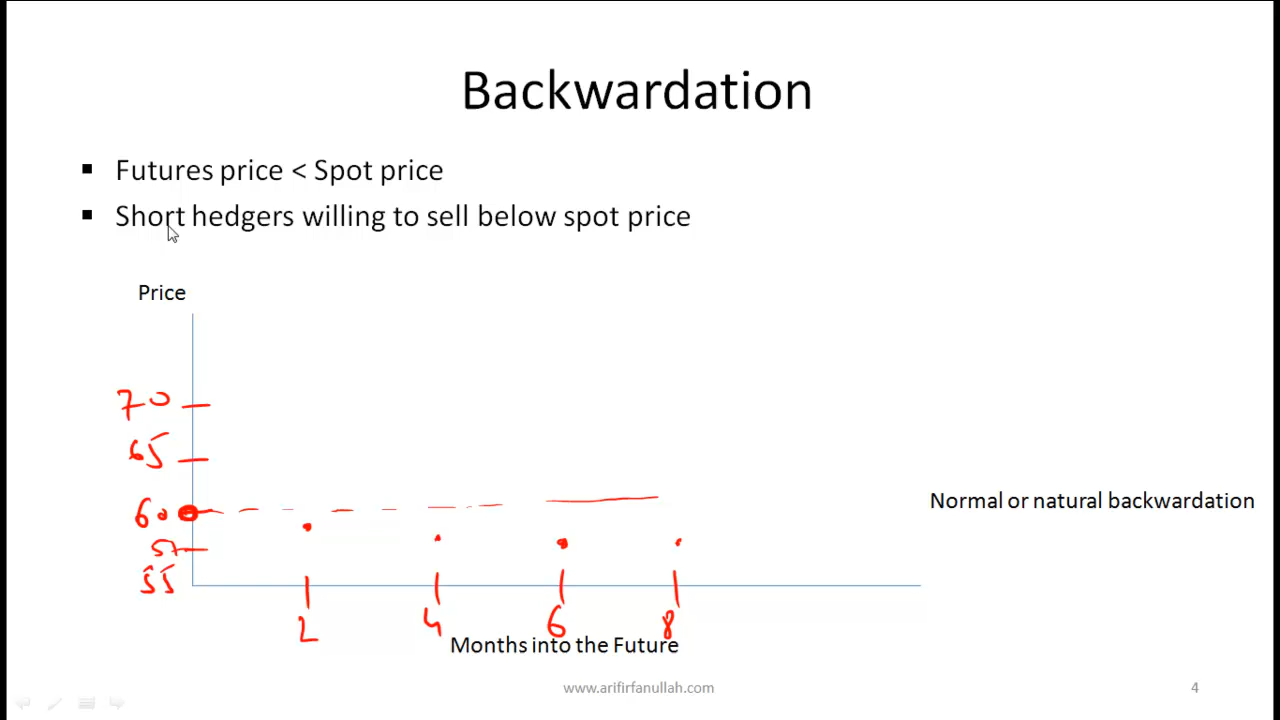 Backwardation
▪ Futures price < Spot price
▪ Short hedgers willing to sell below spot price
Price
70
65
60
57
55
Normal or natural backwardation
2 4 6 8
Months into the Future
www.arifirfanullah.com
4